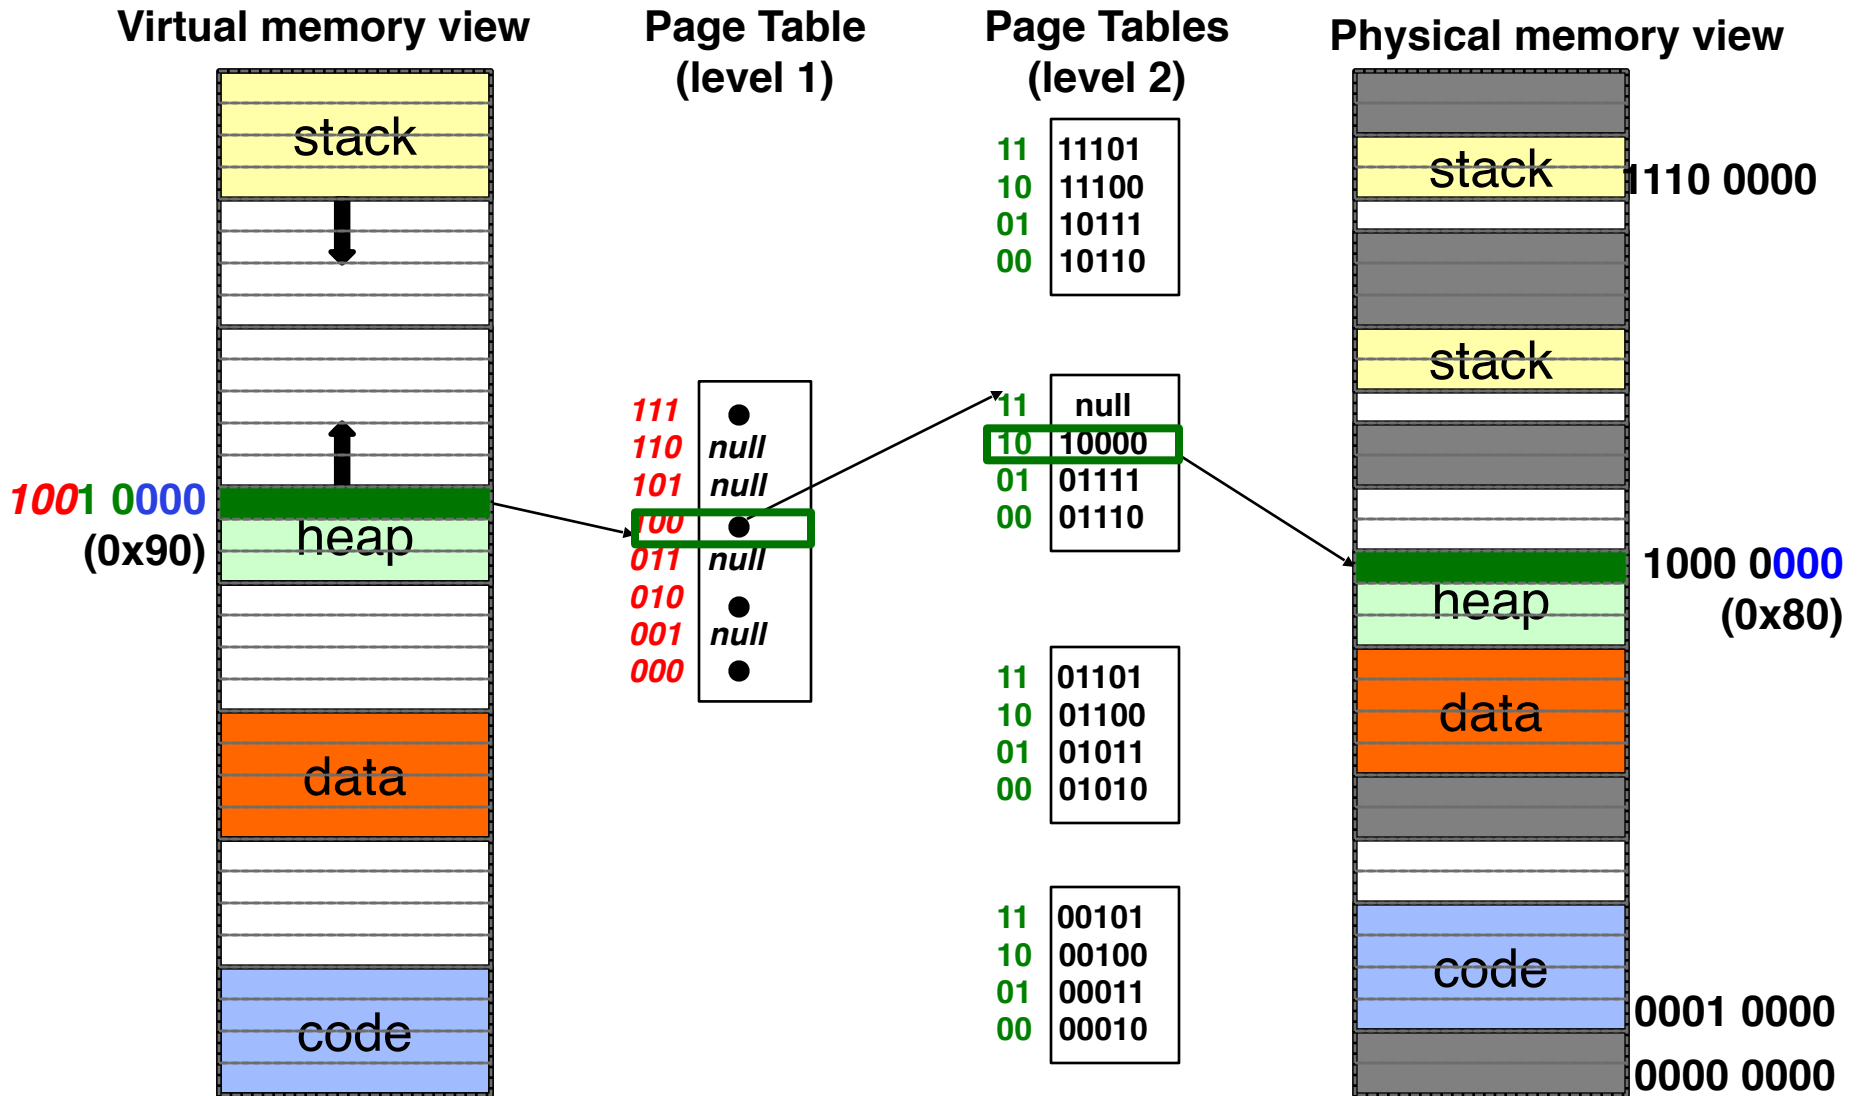 Virtual memory view
stack
1001 0000
(0x90)
heap
data
code
Page Table
(level 1)
111
110 null
101 null
100
011 null
010
001 null
000
Page Tables
(level 2)
11 11101
10 11100
01 10111
00 10110
11 null
10 10000
01 01111
00 01110
11 01101
10 01100
01 01011
00 01010
11 00101
10 00100
01 00011
00 00010
Physical memory view
stack 1110 0000
stack
1000 0000
heap (0x80)
data
code
0001 0000
0000 0000